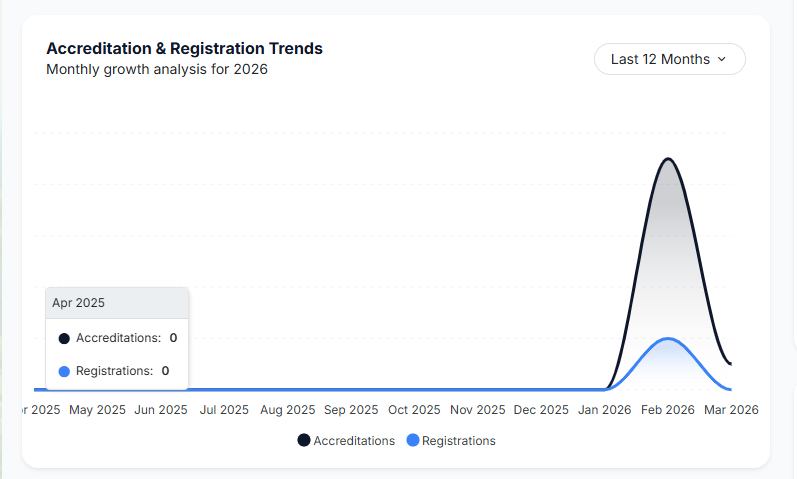 Accreditation & Registration Trends
Monthly growth analysis for 2026
Last 12 Months
Apr 2025
Accreditations: 0
Registrations: 0
r 2025 May 2025 Jun 2025 Jul 2025 Aug 2025 Sep 2025 Oct 2025 Nov 2025 Dec 2025 Jan 2026 Feb 2026 Mar 2026
Accreditations Registrations